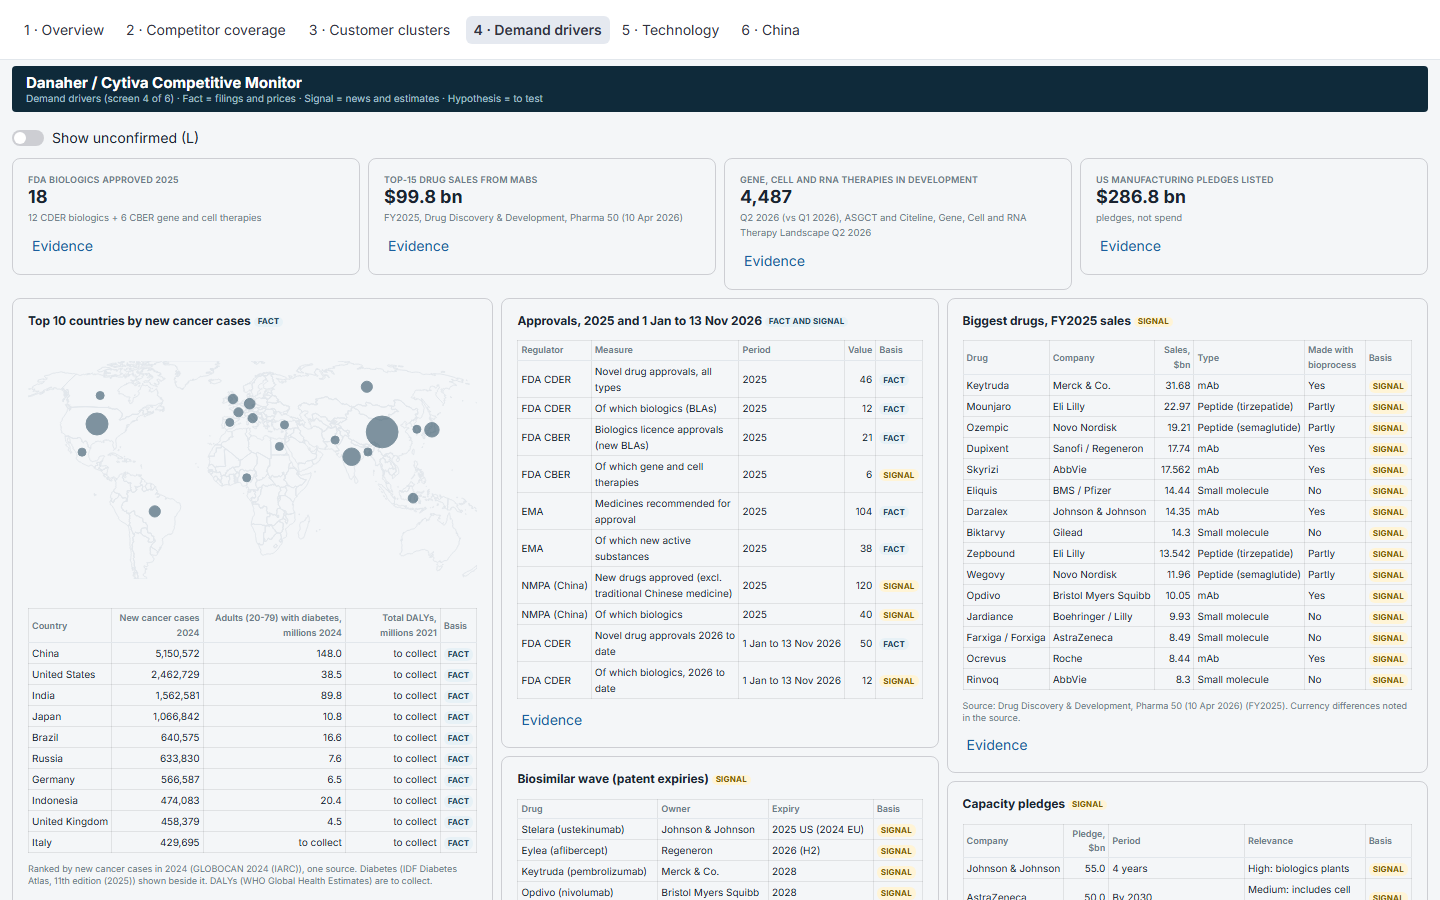 1 · Overview
2 · Competitor coverage
3 · Customer clusters
4 · Demand drivers
5 · Technology
6 · China
Danaher / Cytiva Competitive Monitor
Demand drivers (screen 4 of 6) · Fact = filings and prices · Signal = news and estimates · Hypothesis = to test
Show unconfirmed (L)
FDA BIOLOGICS APPROVED 2025
18
12 CDER biologics + 6 CBER gene and cell therapies
Evidence
TOP-15 DRUG SALES FROM MABS
$99.8 bn
FY2025, Drug Discovery & Development, Pharma 50 (10 Apr 2026)
Evidence
GENE, CELL AND RNA THERAPIES IN DEVELOPMENT
4,487
Q2 2026 (vs Q1 2026), ASGCT and Citeline, Gene, Cell and RNA
Therapy Landscape Q2 2026
Evidence
US MANUFACTURING PLEDGES LISTED
$286.8 bn
pledges, not spend
Evidence
Top 10 countries by new cancer cases FACT
Country
New cancer cases
2024
Adults (20-79) with diabetes,
millions 2024
Total DALYs,
millions 2021
Basis
China 5,150,572 148.0 to collect FACT
United States 2,462,729 38.5 to collect FACT
India 1,562,581 89.8 to collect FACT
Japan 1,066,842 10.8 to collect FACT
Brazil 640,575 16.6 to collect FACT
Russia 633,830 7.6 to collect FACT
Germany 566,587 6.5 to collect FACT
Indonesia 474,083 20.4 to collect FACT
United Kingdom 458,379 4.5 to collect FACT
Italy 429,695 to collect to collect FACT
Ranked by new cancer cases in 2024 (GLOBOCAN 2024 (IARC)), one source. Diabetes (IDF Diabetes
Atlas, 11th edition (2025)) shown beside it. DALYs (WHO Global Health Estimates) are to collect.
Approvals, 2025 and 1 Jan to 13 Nov 2026 FACT AND SIGNAL
Regulator Measure Period Value Basis
FDA CDER Novel drug approvals, all
types 2025 46 FACT
FDA CDER Of which biologics (BLAs) 2025 12 FACT
FDA CBER Biologics licence approvals
(new BLAs) 2025 21 FACT
FDA CBER Of which gene and cell
therapies 2025 6 SIGNAL
EMA Medicines recommended for
approval 2025 104 FACT
EMA Of which new active
substances 2025 38 FACT
NMPA (China) New drugs approved (excl.
traditional Chinese medicine) 2025 120 SIGNAL
NMPA (China) Of which biologics 2025 40 SIGNAL
FDA CDER Novel drug approvals 2026 to
date 1 Jan to 13 Nov 2026 50 FACT
FDA CDER Of which biologics, 2026 to
date 1 Jan to 13 Nov 2026 12 SIGNAL
Evidence
Biosimilar wave (patent expiries) SIGNAL
Drug Owner Expiry Basis
Stelara (ustekinumab) Johnson & Johnson 2025 US (2024 EU) SIGNAL
Eylea (aflibercept) Regeneron 2026 (H2) SIGNAL
Keytruda (pembrolizumab) Merck & Co. 2028 SIGNAL
Opdivo (nivolumab) Bristol Myers Squibb 2028 SIGNAL
Biggest drugs, FY2025 sales SIGNAL
Drug
Company
Sales,
$bn
Type
Made with
bioprocess
Basis
Keytruda Merck & Co. 31.68 mAb Yes SIGNAL
Mounjaro Eli Lilly 22.97 Peptide (tirzepatide) Partly SIGNAL
Ozempic Novo Nordisk 19.21 Peptide (semaglutide) Partly SIGNAL
Dupixent Sanofi / Regeneron 17.74 mAb Yes SIGNAL
Skyrizi AbbVie 17.562 mAb Yes SIGNAL
Eliquis BMS / Pfizer 14.44 Small molecule No SIGNAL
Darzalex Johnson & Johnson 14.35 mAb Yes SIGNAL
Biktarvy Gilead 14.3 Small molecule No SIGNAL
Zepbound Eli Lilly 13.542 Peptide (tirzepatide) Partly SIGNAL
Wegovy Novo Nordisk 11.96 Peptide (semaglutide) Partly SIGNAL
Opdivo Bristol Myers Squibb 10.05 mAb Yes SIGNAL
Jardiance Boehringer / Lilly 9.93 Small molecule No SIGNAL
Farxiga / Forxiga AstraZeneca 8.49 Small molecule No SIGNAL
Ocrevus Roche 8.44 mAb Yes SIGNAL
Rinvoq AbbVie 8.3 Small molecule No SIGNAL
Source: Drug Discovery & Development, Pharma 50 (10 Apr 2026) (FY2025). Currency differences noted
in the source.
Evidence
Capacity pledges SIGNAL
Company
Pledge,
$bn
Period
Relevance
Basis
Johnson & Johnson 55.0 4 years High: biologics plants SIGNAL
AstraZeneca 50.0 By 2030 Medium: includes cell SIGNAL